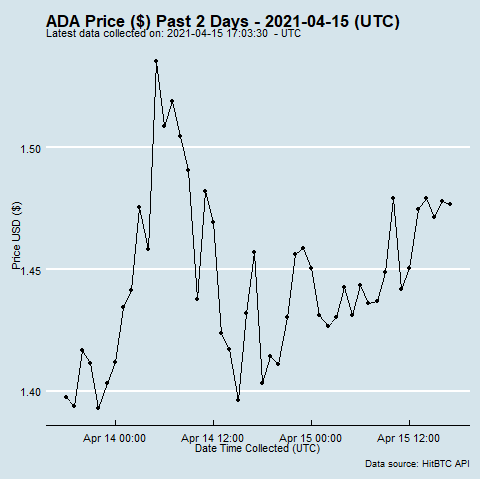 ADA Price ($) Past 2 Days - 2021-04-15 (UTC)
Latest data collected on: 2021-04-15 17:03:30 - UTC
Price USD ($)
1.50
1.45
1.40
Apr 14 00:00
Apr 14 12:00
Apr 15 00:00
Apr 15 12:00
Date Time Collected (UTC)
Data source: HitBTC API